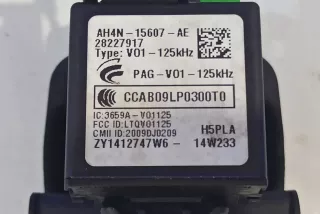 AH4N-15607-AE
28227917
Type: V01-125kHz
PAG-V01-125kHz
CCAB09LP0300T0
IC:3659A-V01125
FCC ID:LTQV01125
CMII ID:2009DJ0209
H5PLA
ZY1412747W6- 14W233